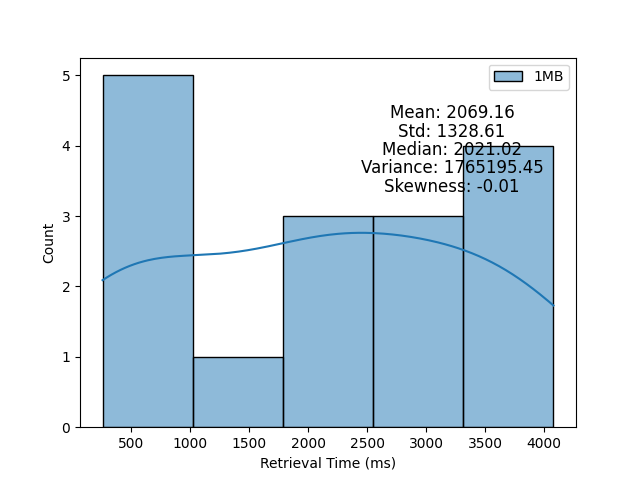 1MB
Mean: 2069.16
Std: 1328.61
Median: 2021.02
Variance: 1765195.45
Skewness: -0.01
5
4
3
2
1
0
Count
500 1000 1500 2000 2500 3000 3500 4000
Retrieval Time (ms)